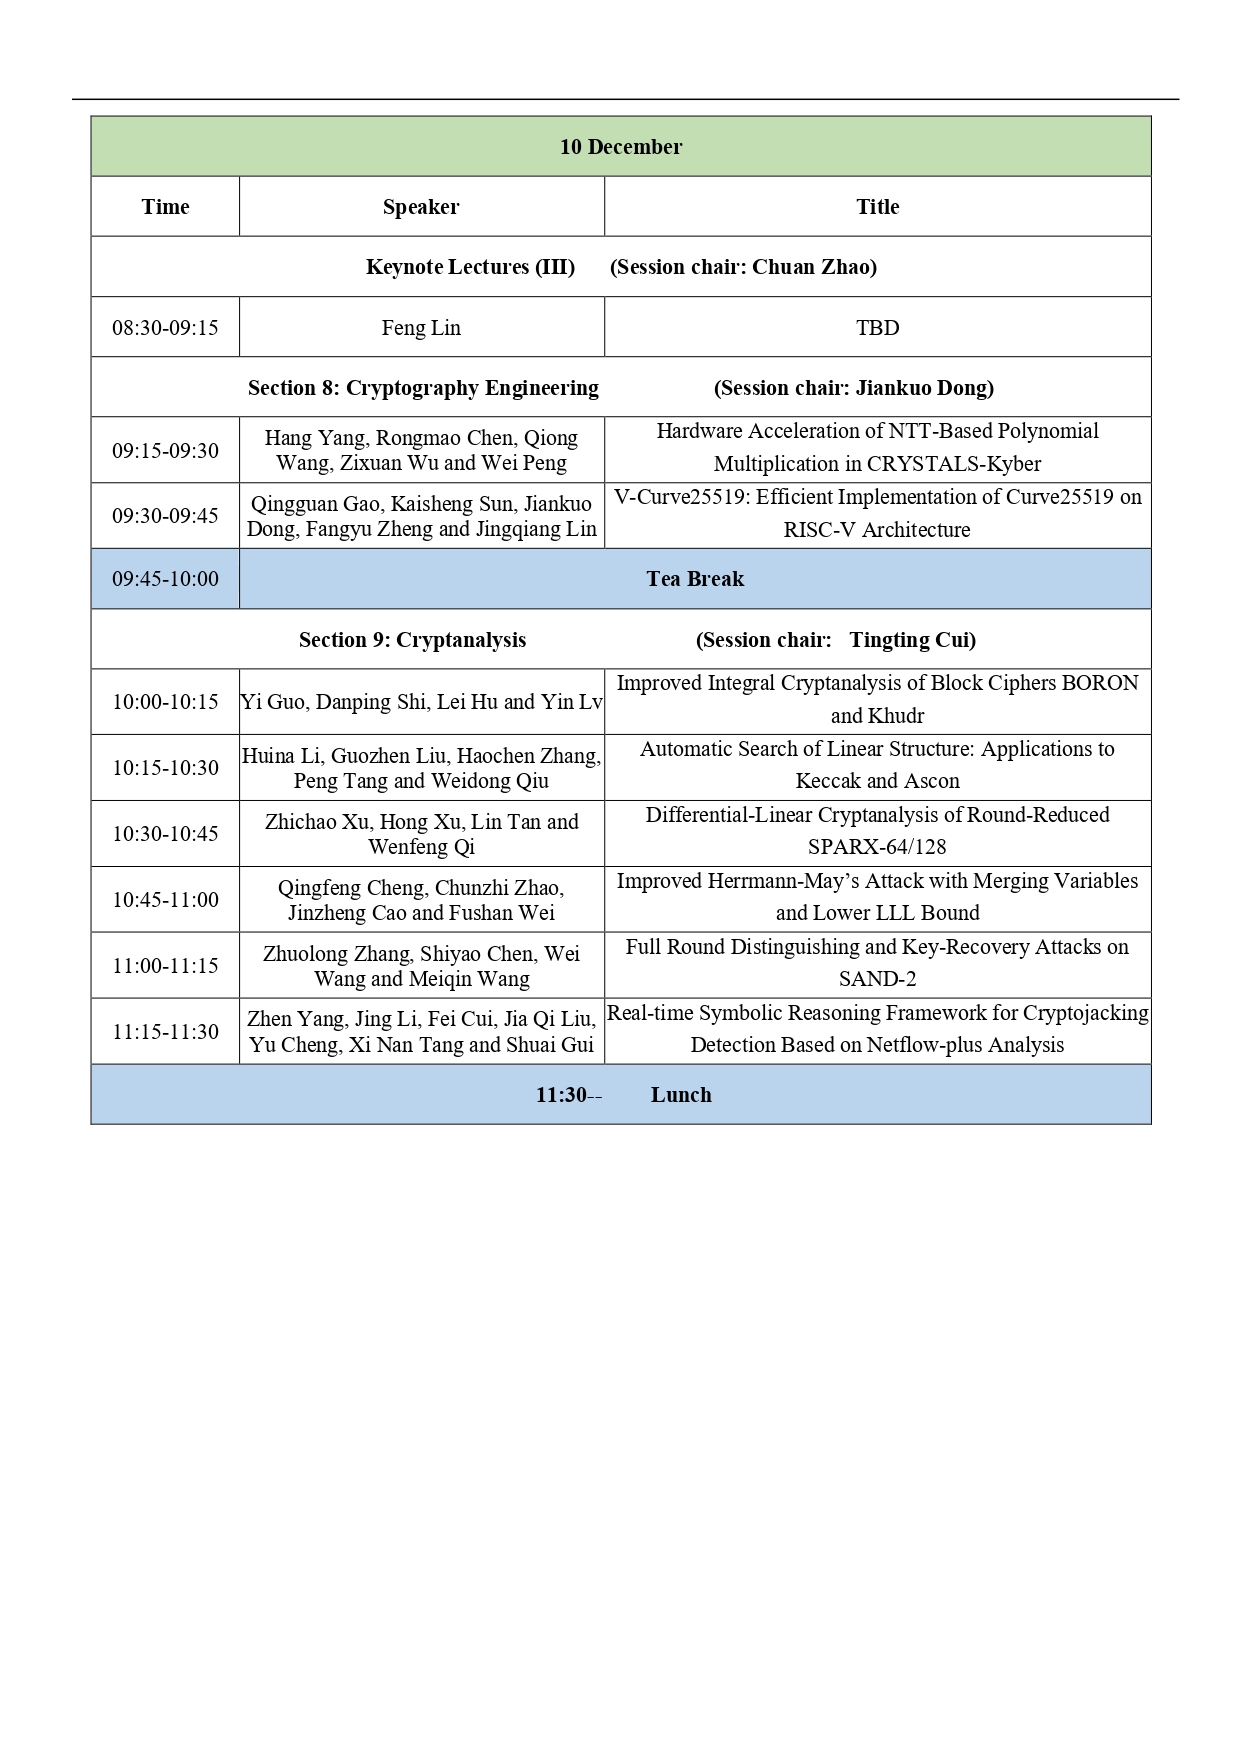 10 December
Time Speaker Title
Keynote Lectures (III) (Session chair: Chuan Zhao)
08:30-09:15 Feng Lin TBD
Section 8: Cryptography Engineering (Session chair: Jiankuo Dong)
09:15-09:30
Hang Yang, Rongmao Chen, Qiong
Wang, Zixuan Wu and Wei Peng
Hardware Acceleration of NTT-Based Polynomial
Multiplication in CRYSTALS-Kyber
09:30-09:45
Qingguan Gao, Kaisheng Sun, Jiankuo
Dong, Fangyu Zheng and Jingqiang Lin
V-Curve25519: Efficient Implementation of Curve25519 on
RISC-V Architecture
09:45-10:00 Tea Break
Section 9: Cryptanalysis (Session chair: Tingting Cui)
10:00-10:15
Yi Guo, Danping Shi, Lei Hu and Yin Lv
Improved Integral Cryptanalysis of Block Ciphers BORON
and Khudr
10:15-10:30
Huina Li, Guozhen Liu, Haochen Zhang,
Peng Tang and Weidong Qiu
Automatic Search of Linear Structure: Applications to
Keccak and Ascon
10:30-10:45
Zhichao Xu, Hong Xu, Lin Tan and
Wenfeng Qi
Differential-Linear Cryptanalysis of Round-Reduced
SPARX-64/128
10:45-11:00
Qingfeng Cheng, Chunzhi Zhao,
Jinzheng Cao and Fushan Wei
Improved Herrmann-May’s Attack with Merging Variables
and Lower LLL Bound
11:00-11:15
Zhuolong Zhang, Shiyao Chen, Wei
Wang and Meiqin Wang
Full Round Distinguishing and Key-Recovery Attacks on
SAND-2
11:15-11:30
Zhen Yang, Jing Li, Fei Cui, Jia Qi Liu,
Yu Cheng, Xi Nan Tang and Shuai Gui
Real-time Symbolic Reasoning Framework for Cryptojacking
Detection Based on Netflow-plus Analysis
11:30-- Lunch